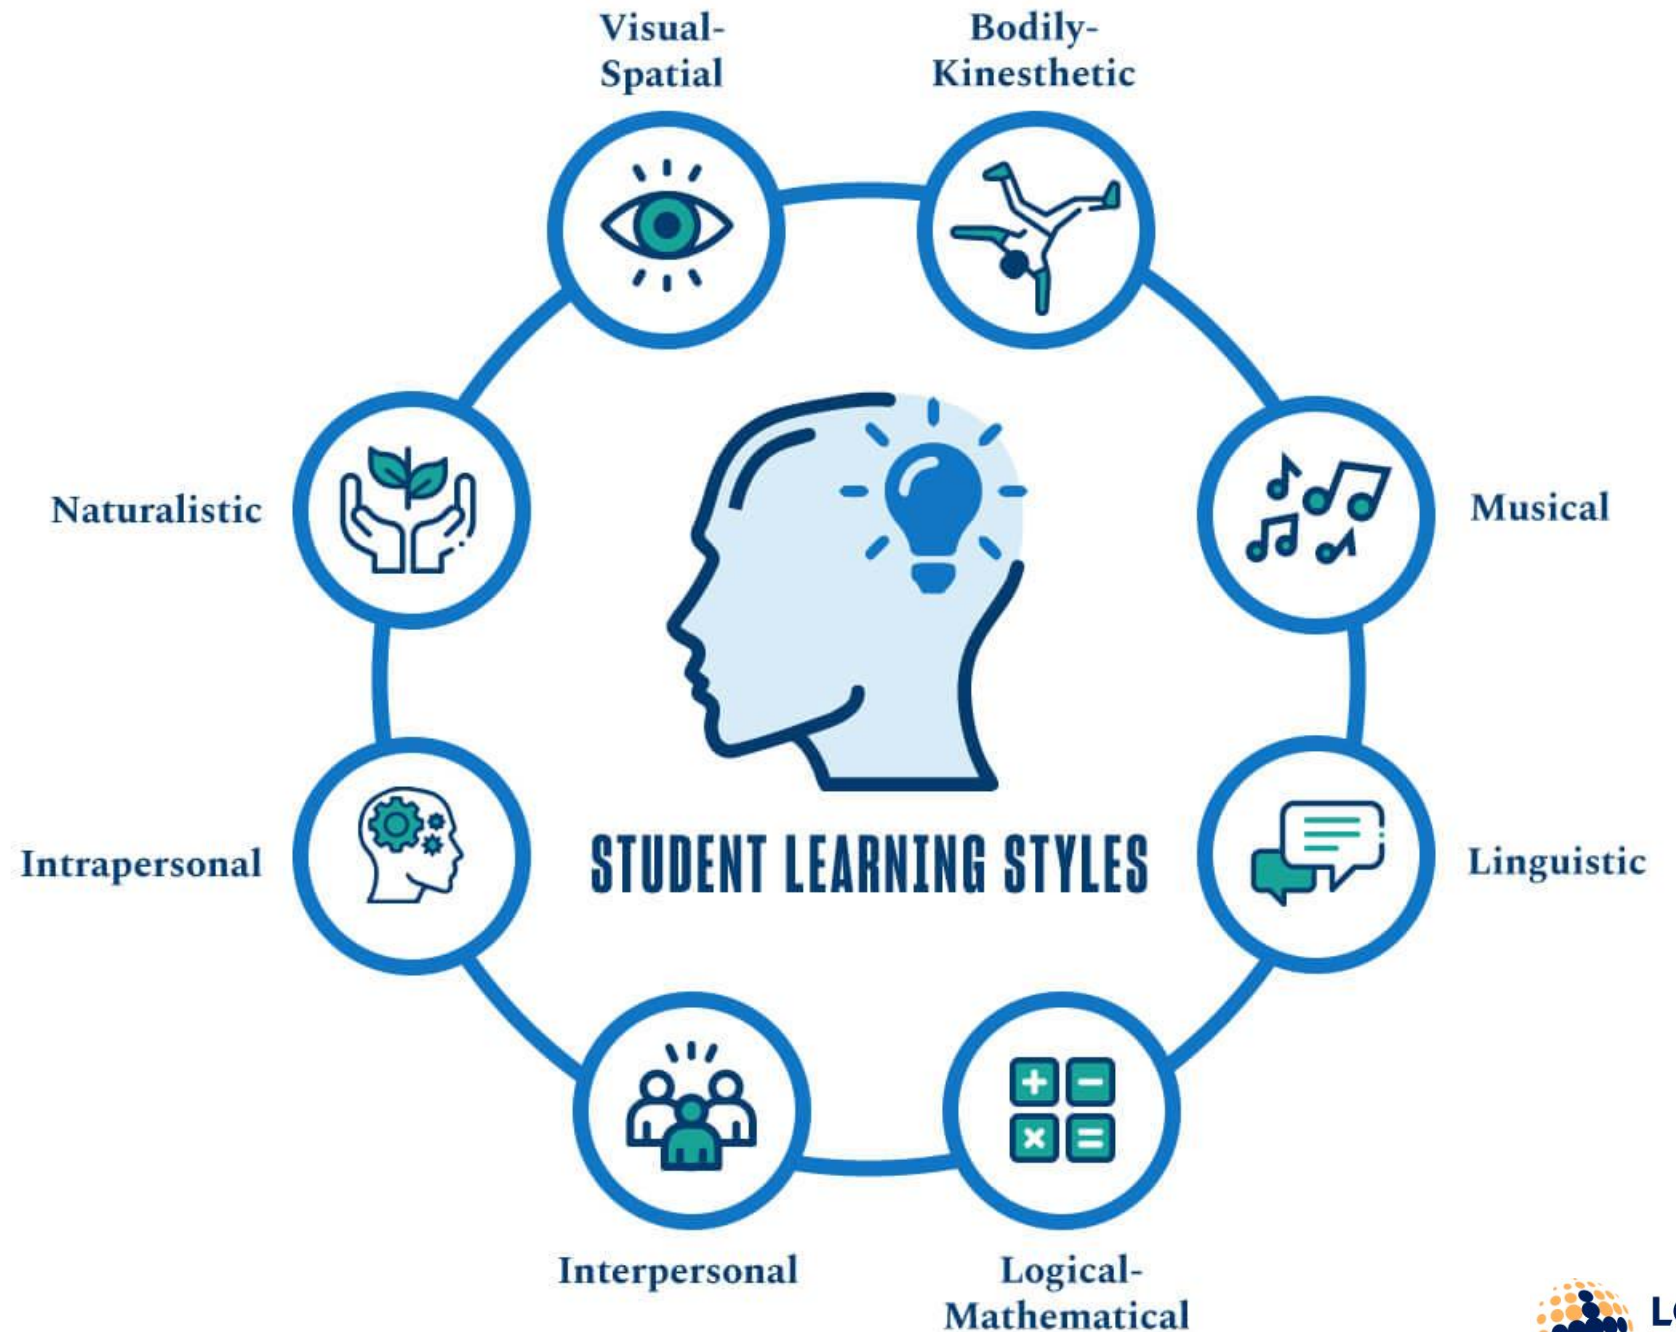 Visual-
Spatial
Bodily-
Kinesthetic
Naturalistic
Musical
Intrapersonal
STUDENT LEARNING STYLES
Linguistic
Interpersonal
Logical-
Mathematical